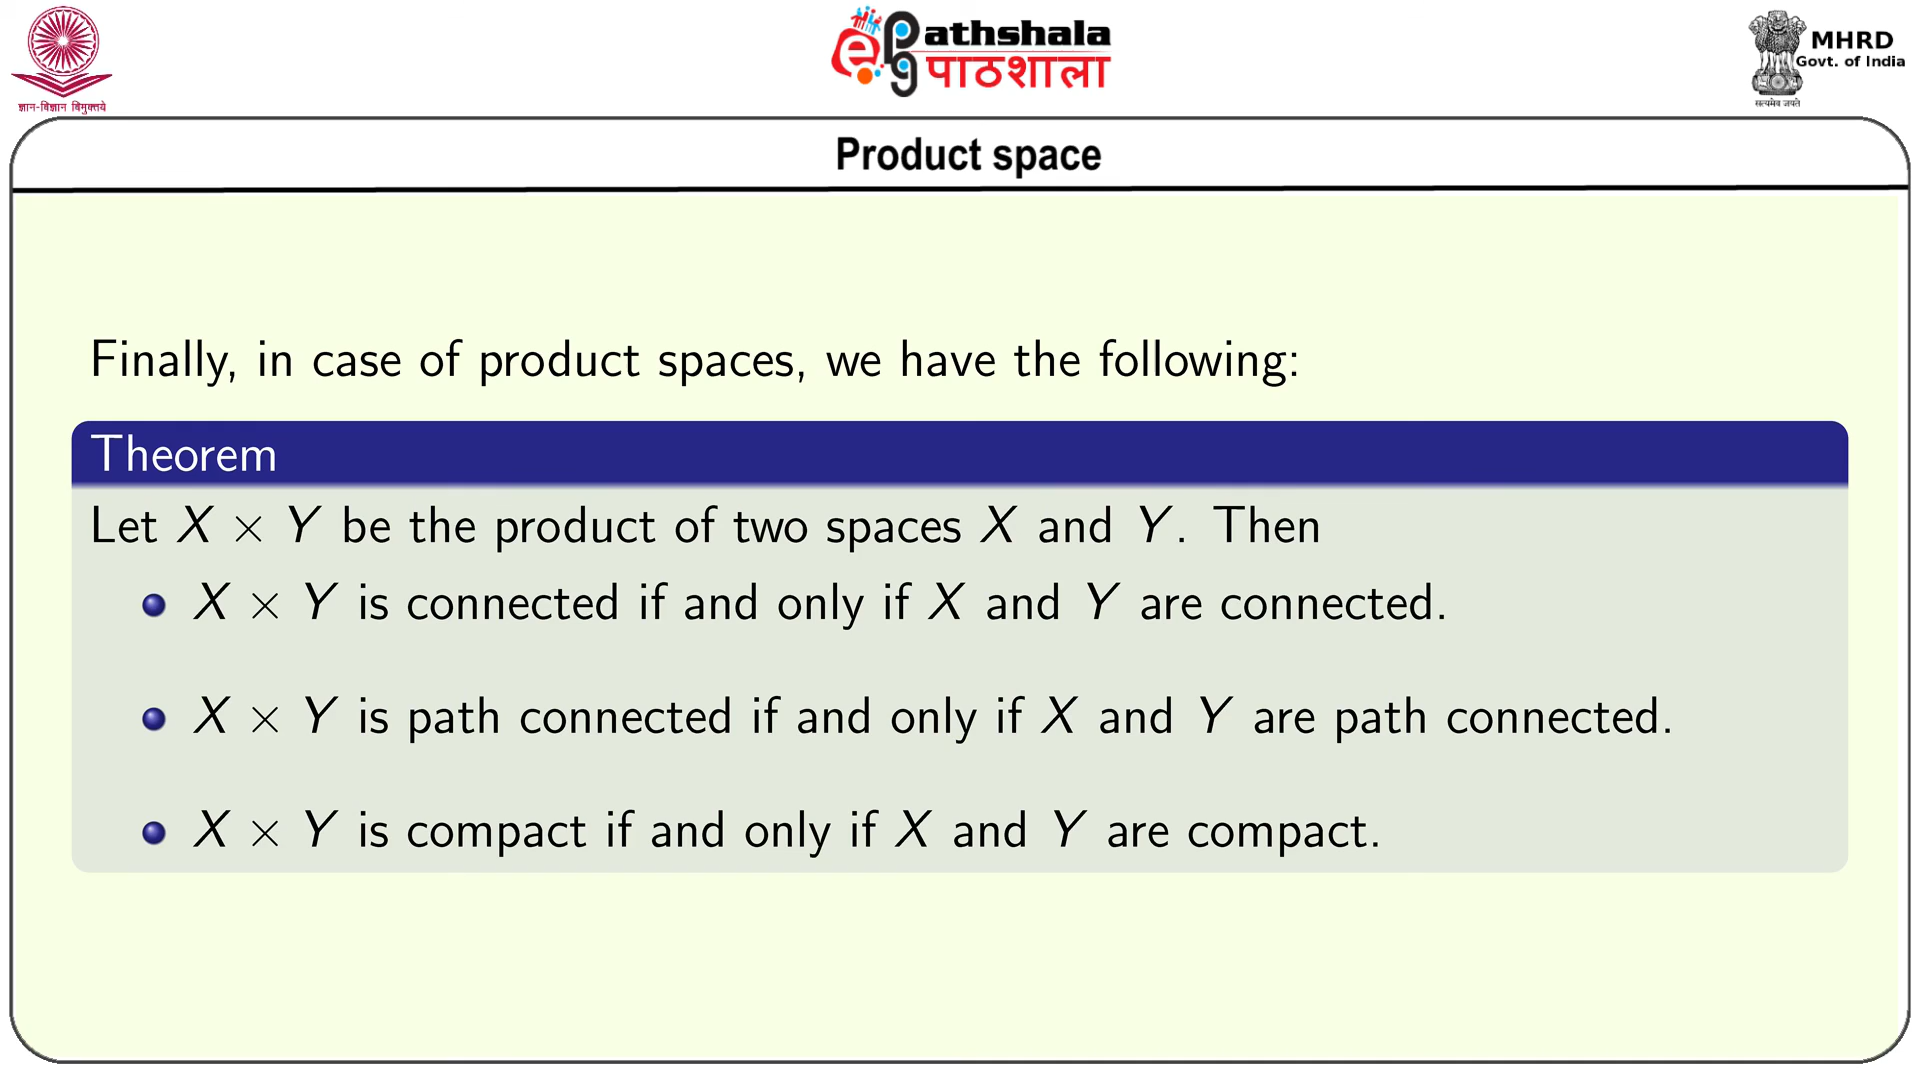 ज्ञान-विज्ञान विमुक्तये
ePG athshala
पाठशाला
MHRD
Govt. of India
सत्यमेव जयते
Product space
Finally, in case of product spaces, we have the following:
Theorem
Let X × Y be the product of two spaces X and Y. Then
X × Y is connected if and only if X and Y are connected.
X × Y is path connected if and only if X and Y are path connected.
X × Y is compact if and only if X and Y are compact.